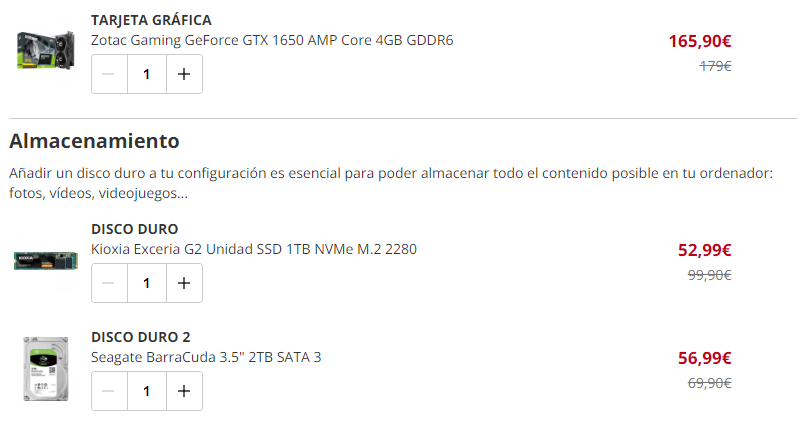 TARJETA GRÁFICA
Zotac Gaming GeForce GTX 1650 AMP Core 4GB GDDR6
165,90€
179€
1
Almacenamiento
Añadir un disco duro a tu configuración es esencial para poder almacenar todo el contenido posible en tu ordenador:
fotos, vídeos, videojuegos...
DISCO DURO
Kioxia Exceria G2 Unidad SSD 1TB NVMe M.2 2280
52,99€
99,90€
1
DISCO DURO 2
Seagate BarraCuda 3.5" 2TB SATA 3
56,99€
69,90€
1